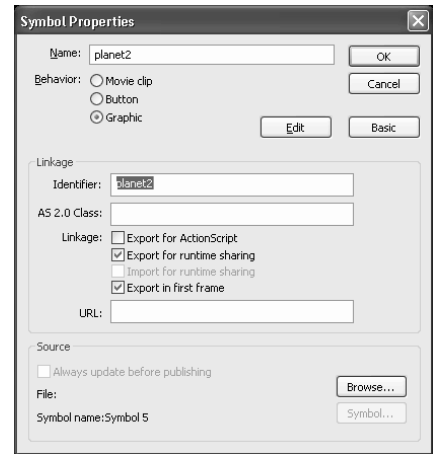 Symbol Properties
Name: planet2 OK
Behavior: Movie clip Cancel
Button
Graphic Edit Basic
Linkage
Identifier: planet2
AS 2.0 Class:
Linkage: Export for ActionScript
Export for runtime sharing
Import for runtime sharing
Export in first frame
URL:
Source
Always update before publishing
File: Browse...
Symbol name:Symbol 5 Symbol...